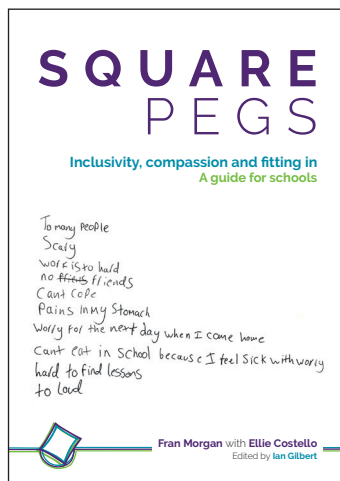 SQUARE
PEGS
Inclusivity, compassion and fitting in
A guide for schools
To many people
Scary
work is to hard
no ffriens friends
Cant cope
Pains in my Stomach
worry for the next day when I come home
cant eat in school because I feel sick with worry
hard to find lessons
to loud
Fran Morgan with Ellie Costello
Edited by Ian Gilbert